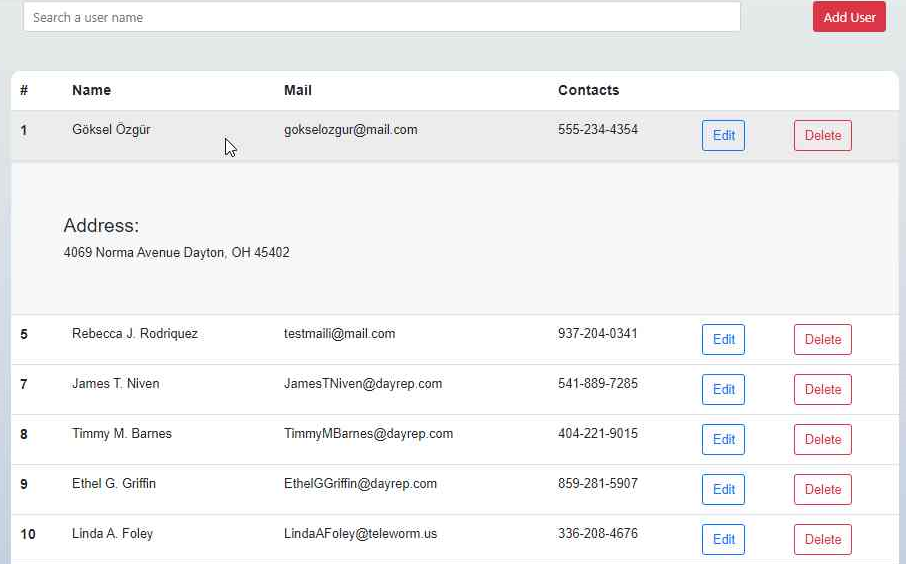 Search a user name Add User
# Name Mail Contacts
1 Göksel Özgür gokselozgur@mail.com 555-234-4354 Edit Delete
Address:
4069 Norma Avenue Dayton, OH 45402
5 Rebecca J. Rodriquez testmaili@mail.com 937-204-0341 Edit Delete
7 James T. Niven JamesTNiven@dayrep.com 541-889-7285 Edit Delete
8 Timmy M. Barnes TimmyMBarnes@dayrep.com 404-221-9015 Edit Delete
9 Ethel G. Griffin EthelGGriffin@dayrep.com 859-281-5907 Edit Delete
10 Linda A. Foley LindaAFoley@teleworm.us 336-208-4676 Edit Delete